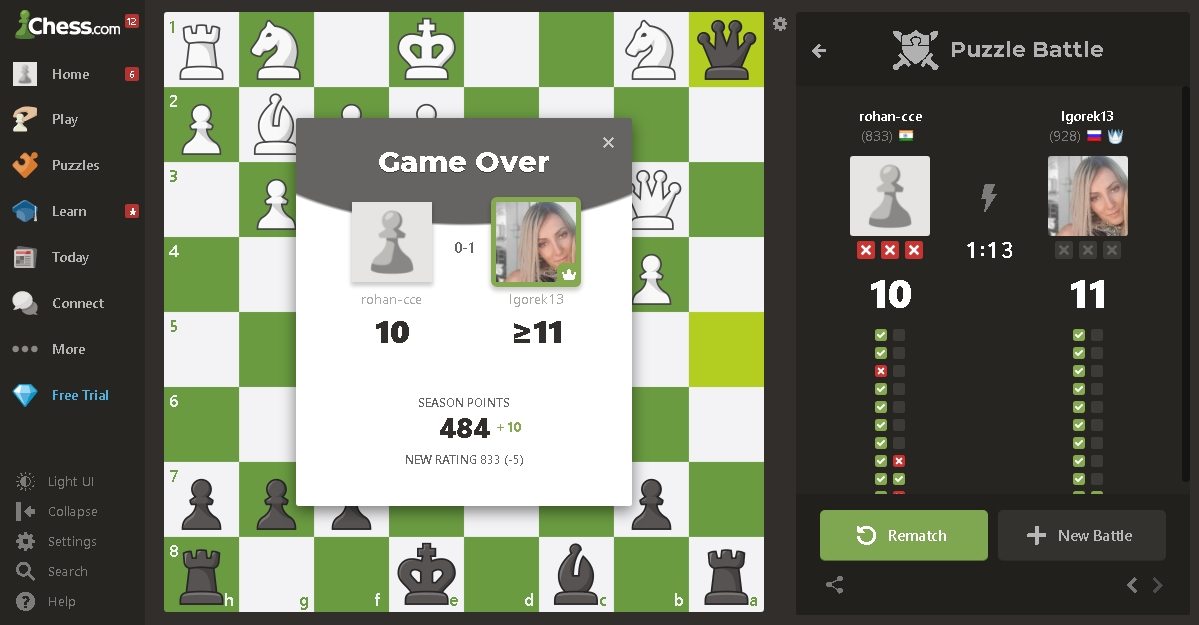 Chess.com 12
Home 6
Play
Puzzles
Learn
Today
Connect
More
Free Trial
Light UI
Collapse
Settings
Search
Help
1
2
3
4
5
6
7
8
h g f e d c b a
Game Over
0-1
rohan-cce Igorek13
10 ≥11
SEASON POINTS
484 +10
NEW RATING 833 (-5)
Puzzle Battle
rohan-cce Igorek13
(833) (928)
1:13
10 11
Rematch
New Battle